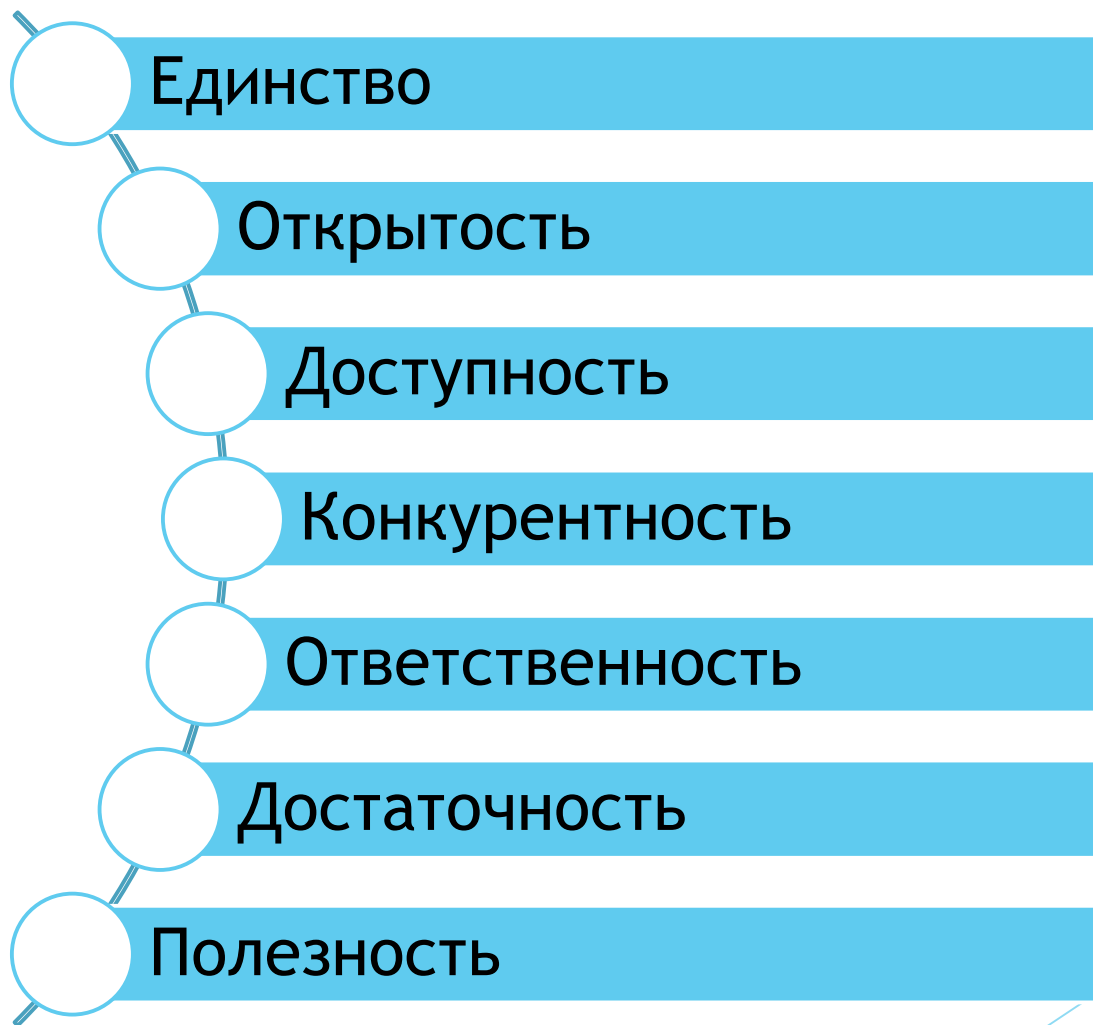 Единство
Открытость
Доступность
Конкурентность
Ответственность
Достаточность
Полезность